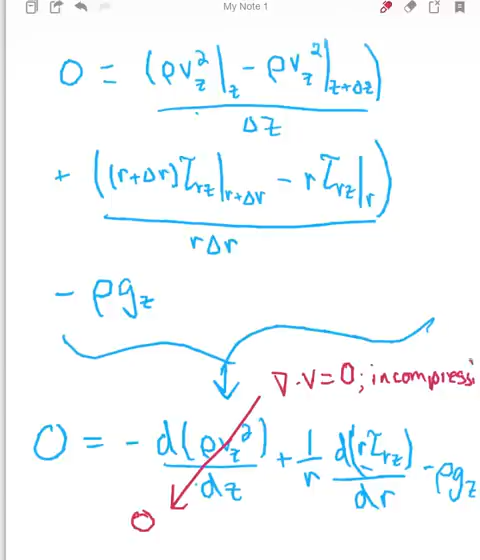 My Note 1
0 = (ρv_z²|_z − ρv_z²|_{z+Δz}) / Δz
+ ((r+Δr)τ_rz|_{r+Δr} − rτ_rz|_r) / rΔr
− ρg_z
∇·v=0; incompressi
0 = − d(ρv_z²)/dz + 1/r d(rτ_rz)/dr − ρg_z
0